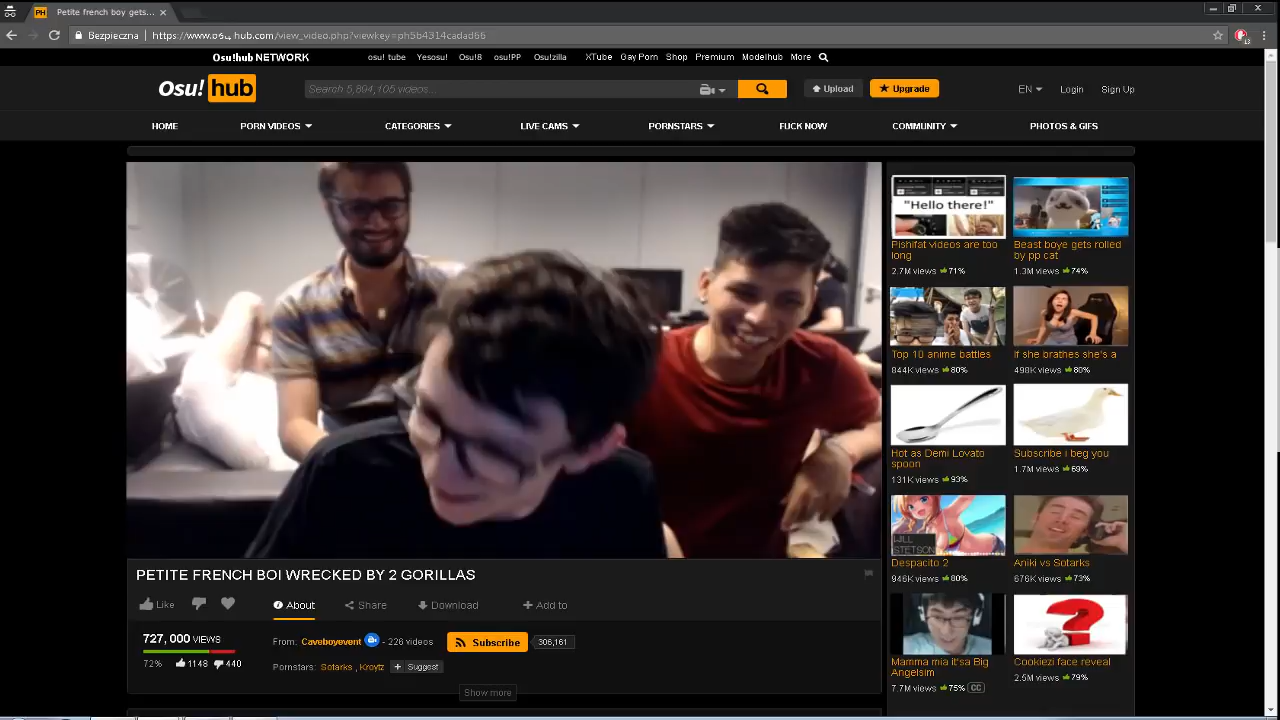 Petite french boy gets...
Bezpieczna
Osu!hub NETWORK osu! tube Yesosu! Osu!8 osu!PP Osu!zilla XTube Gay Porn Shop Premium Modelhub More
Osu! hub Search 5,894,105 videos... Upload Upgrade EN Login Sign Up
HOME PORN VIDEOS CATEGORIES LIVE CAMS PORNSTARS FUCK NOW COMMUNITY PHOTOS & GIFS
"Hello there!"
Pishifat videos are too
long
2.7M views 71%
Beast boye gets rolled
by pp cat
1.3M views 74%
Top 10 anime battles
844K views 80%
If she brathes she's a
498K views 80%
Hot as Demi Lovato
spoon
131K views 93%
Subscribe i beg you
1.7M views 69%
WILL
STETSON
Despacito 2
946K views 80%
Aniki vs Sotarks
676K views 73%
Mamma mia it'sa Big
Angelsim
7.7M views 75% CC
Cookiezi face reveal
2.5M views 79%
PETITE FRENCH BOI WRECKED BY 2 GORILLAS
Like About Share Download Add to
727, 000 VIEWS
72% 1148 440
From: Caveboyevent - 226 videos Subscribe 306,161
Pornstars: Sotarks , Kroytz + Suggest
Show more